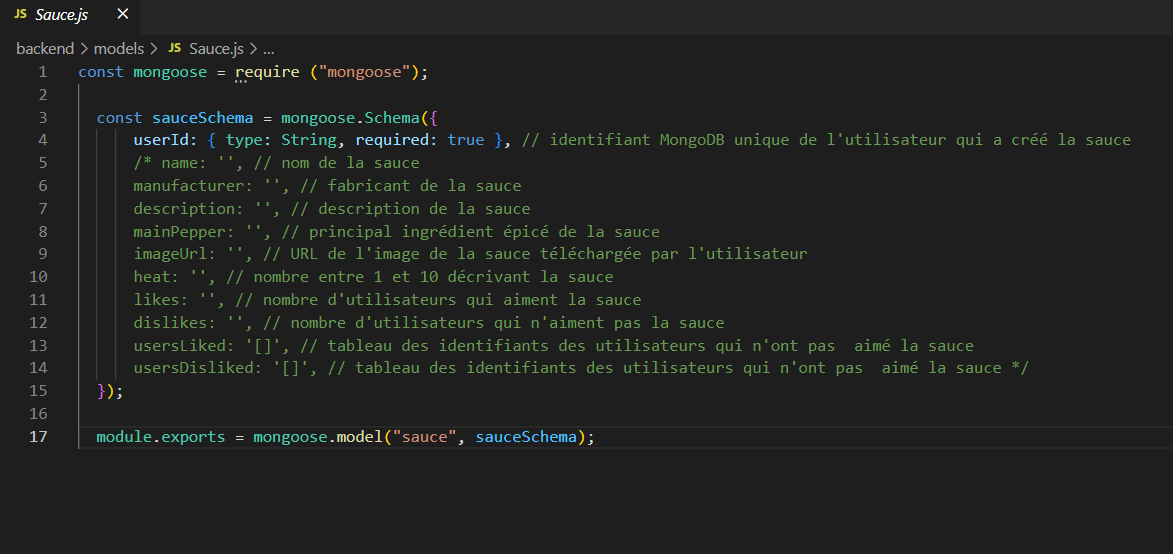 JS Sauce.js ×
backend > models > JS Sauce.js > ...
1 const mongoose = require ("mongoose");
2
3 const sauceSchema = mongoose.Schema({
4 userId: { type: String, required: true }, // identifiant MongoDB unique de l'utilisateur qui a créé la sauce
5 /* name: '', // nom de la sauce
6 manufacturer: '', // fabricant de la sauce
7 description: '', // description de la sauce
8 mainPepper: '', // principal ingrédient épicé de la sauce
9 imageUrl: '', // URL de l'image de la sauce téléchargée par l'utilisateur
10 heat: '', // nombre entre 1 et 10 décrivant la sauce
11 likes: '', // nombre d'utilisateurs qui aiment la sauce
12 dislikes: '', // nombre d'utilisateurs qui n'aiment pas la sauce
13 usersLiked: '[]', // tableau des identifiants des utilisateurs qui n'ont pas  aimé la sauce
14 usersDisliked: '[]', // tableau des identifiants des utilisateurs qui n'ont pas  aimé la sauce */
15 });
16
17 module.exports = mongoose.model("sauce", sauceSchema);